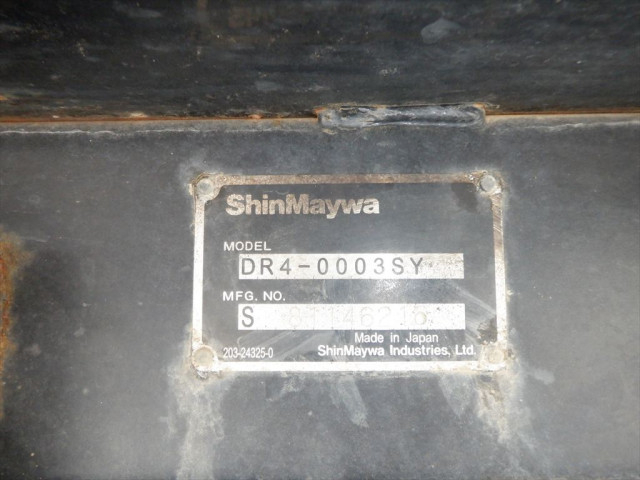 ShinMaywa
MODEL
DR4-0003SY
MFG. NO.
S
Made in Japan
203-24325-0 ShinMaywa Industries, Ltd.